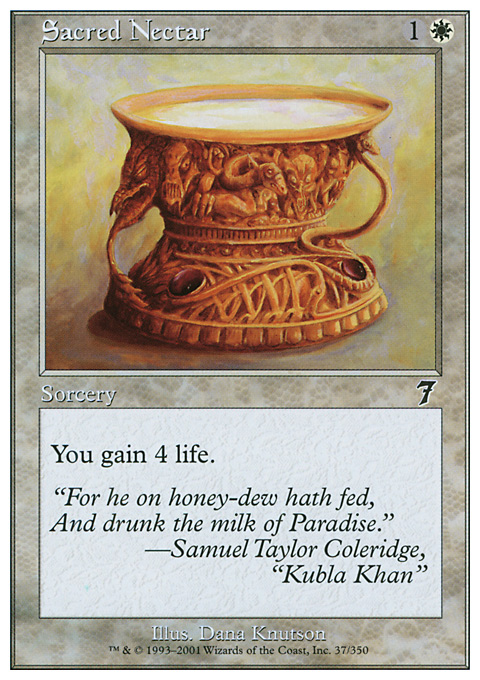 Sacred Nectar 1
Sorcery 7
You gain 4 life.
“For he on honey-dew hath fed,
And drunk the milk of Paradise.”
—Samuel Taylor Coleridge,
“Kubla Khan”
Illus. Dana Knutson
™ & © 1993–2001 Wizards of the Coast, Inc. 37/350